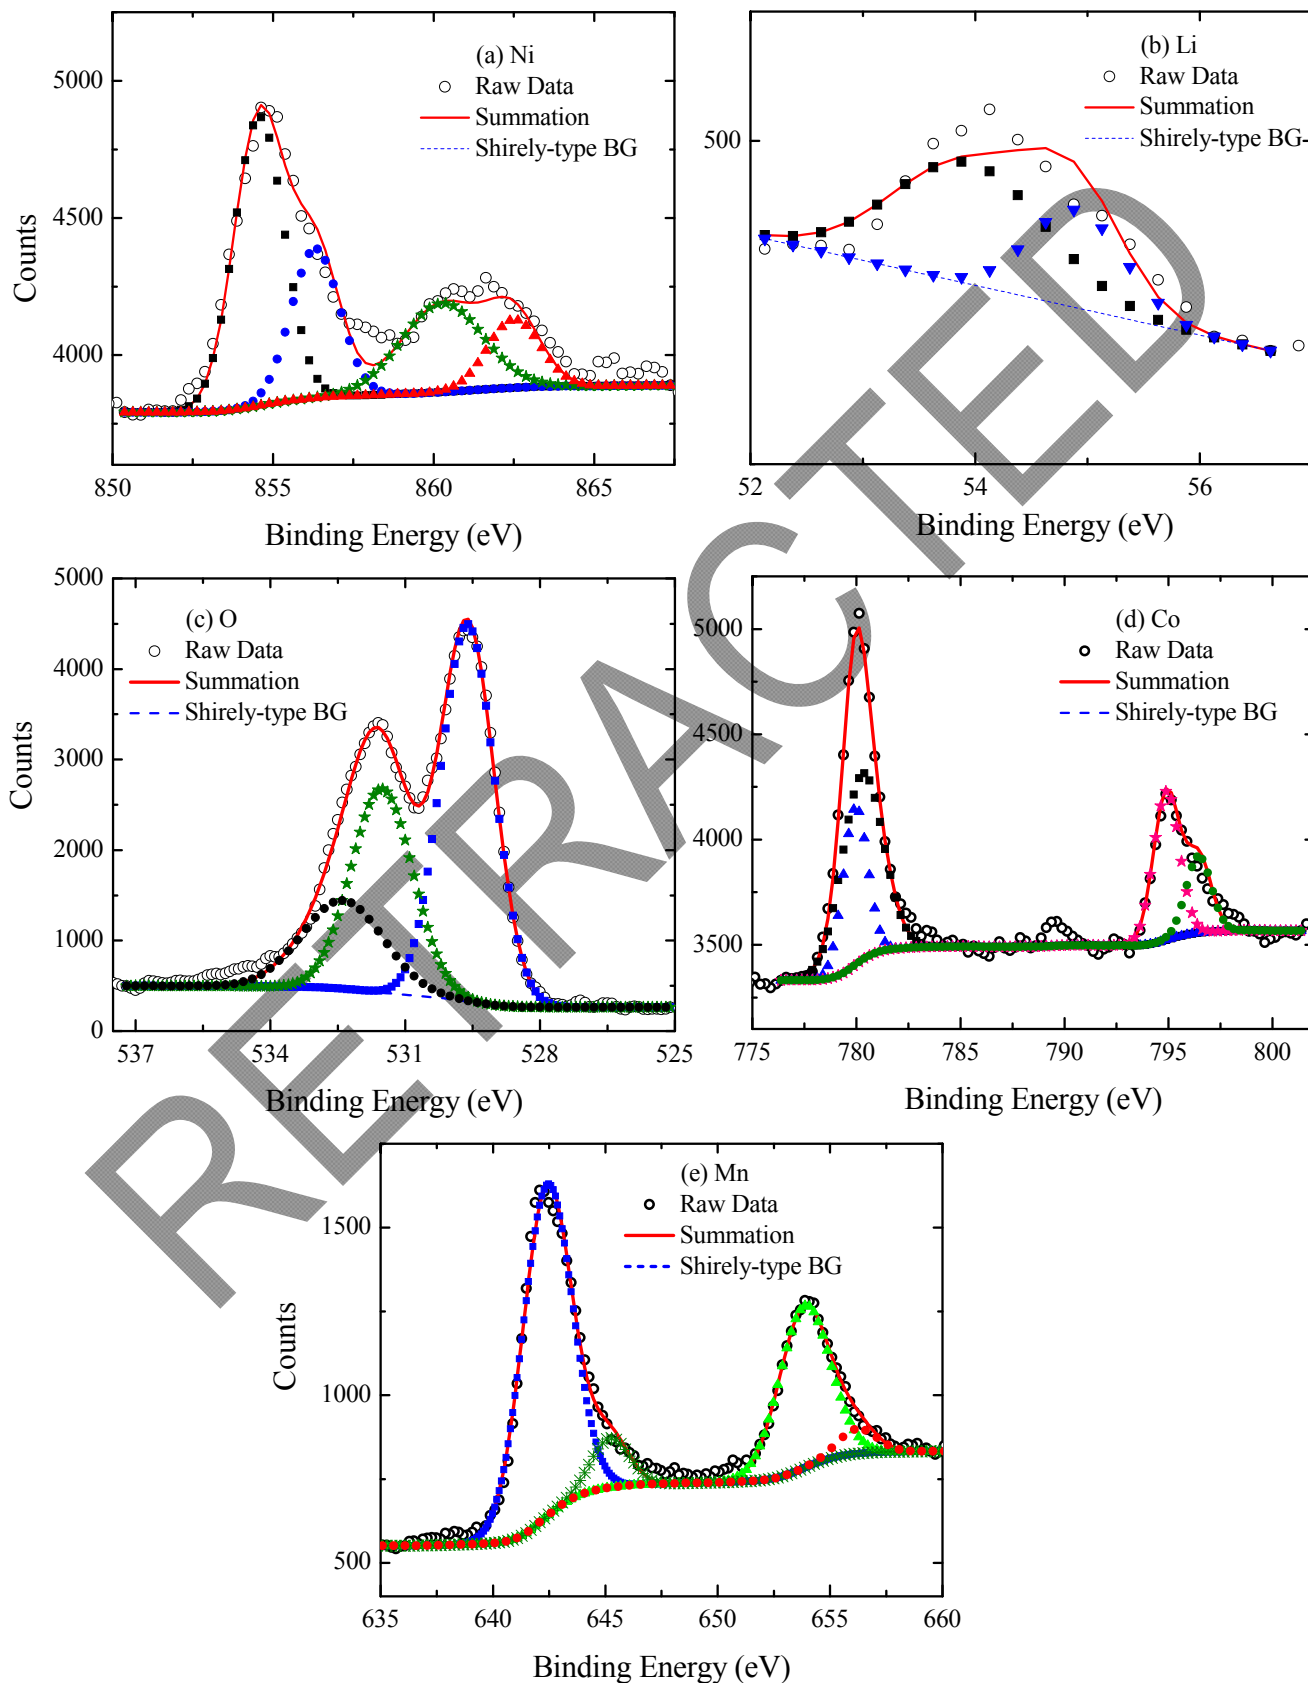 (a) Ni
Raw Data
Summation
Shirely-type BG
5000
4500
4000
Counts
850
855
860
865
Binding Energy (eV)
(b) Li
Raw Data
Summation
Shirely-type BG
500
52
54
56
Binding Energy (eV)
(c) O
Raw Data
Summation
Shirely-type BG
5000
4000
3000
2000
1000
0
Counts
537
534
531
528
525
Binding Energy (eV)
(d) Co
Raw Data
Summation
Shirely-type BG
5000
4500
4000
3500
775
780
785
790
795
800
Binding Energy (eV)
(e) Mn
Raw Data
Summation
Shirely-type BG
1500
1000
500
Counts
635
640
645
650
655
660
Binding Energy (eV)
RETRACTED